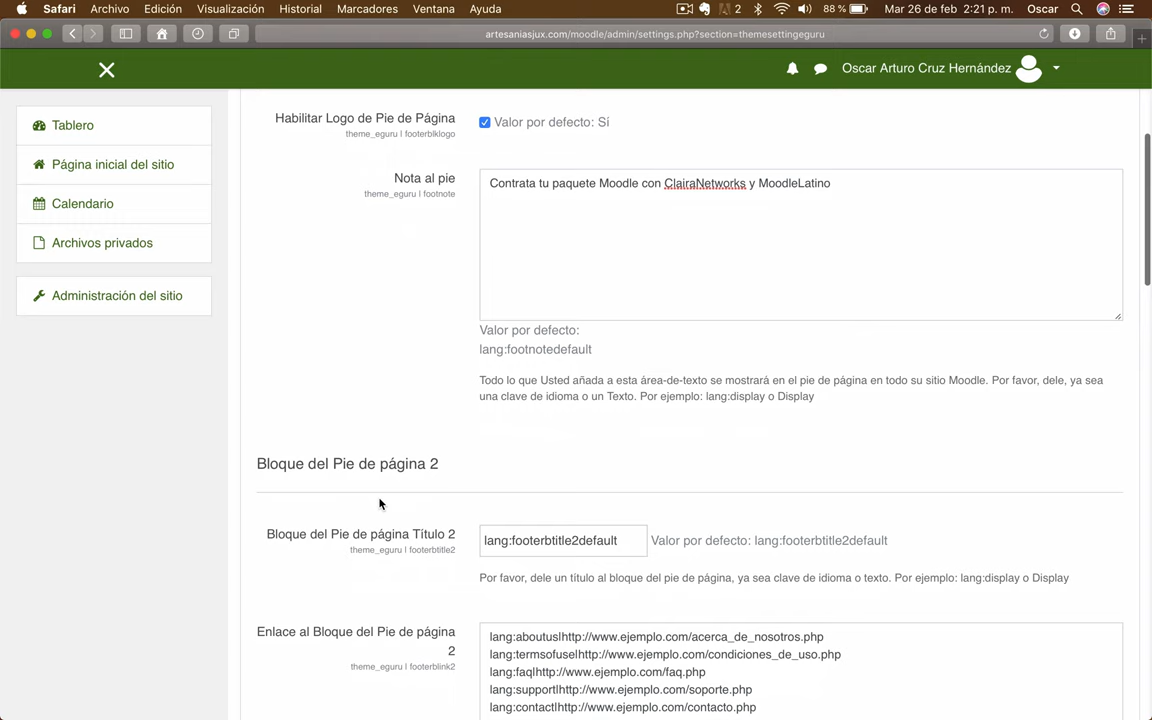 Safari Archivo Edición Visualización Historial Marcadores Ventana Ayuda 2 88 % Mar 26 de feb 2:21 p. m. Oscar
artesaniasjux.com/moodle/admin/settings.php?section=themesettingeguru
Oscar Arturo Cruz Hernández
Tablero
Página inicial del sitio
Calendario
Archivos privados
Administración del sitio
Habilitar Logo de Pie de Página
theme_eguru | footerblklogo
Valor por defecto: Sí
Nota al pie
theme_eguru | footnote
Contrata tu paquete Moodle con ClairaNetworks y MoodleLatino
Valor por defecto:
lang:footnotedefault
Todo lo que Usted añada a esta área-de-texto se mostrará en el pie de página en todo su sitio Moodle. Por favor, dele, ya sea
una clave de idioma o un Texto. Por ejemplo: lang:display o Display
Bloque del Pie de página 2
Bloque del Pie de página Título 2
theme_eguru | footerbtitle2
lang:footerbtitle2default
Valor por defecto: lang:footerbtitle2default
Por favor, dele un título al bloque del pie de página, ya sea clave de idioma o texto. Por ejemplo: lang:display o Display
Enlace al Bloque del Pie de página
2
theme_eguru | footerblink2
lang:aboutus|http://www.ejemplo.com/acerca_de_nosotros.php
lang:termsofuse|http://www.ejemplo.com/condiciones_de_uso.php
lang:faq|http://www.ejemplo.com/faq.php
lang:support|http://www.ejemplo.com/soporte.php
lang:contact|http://www.ejemplo.com/contacto.php